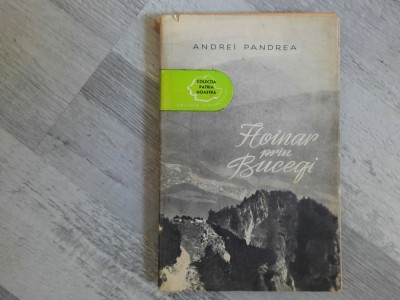 ANDREI PANDREA
COLECȚIA
PATRIA
NOASTRĂ
Hoinar
prin
Bucegi